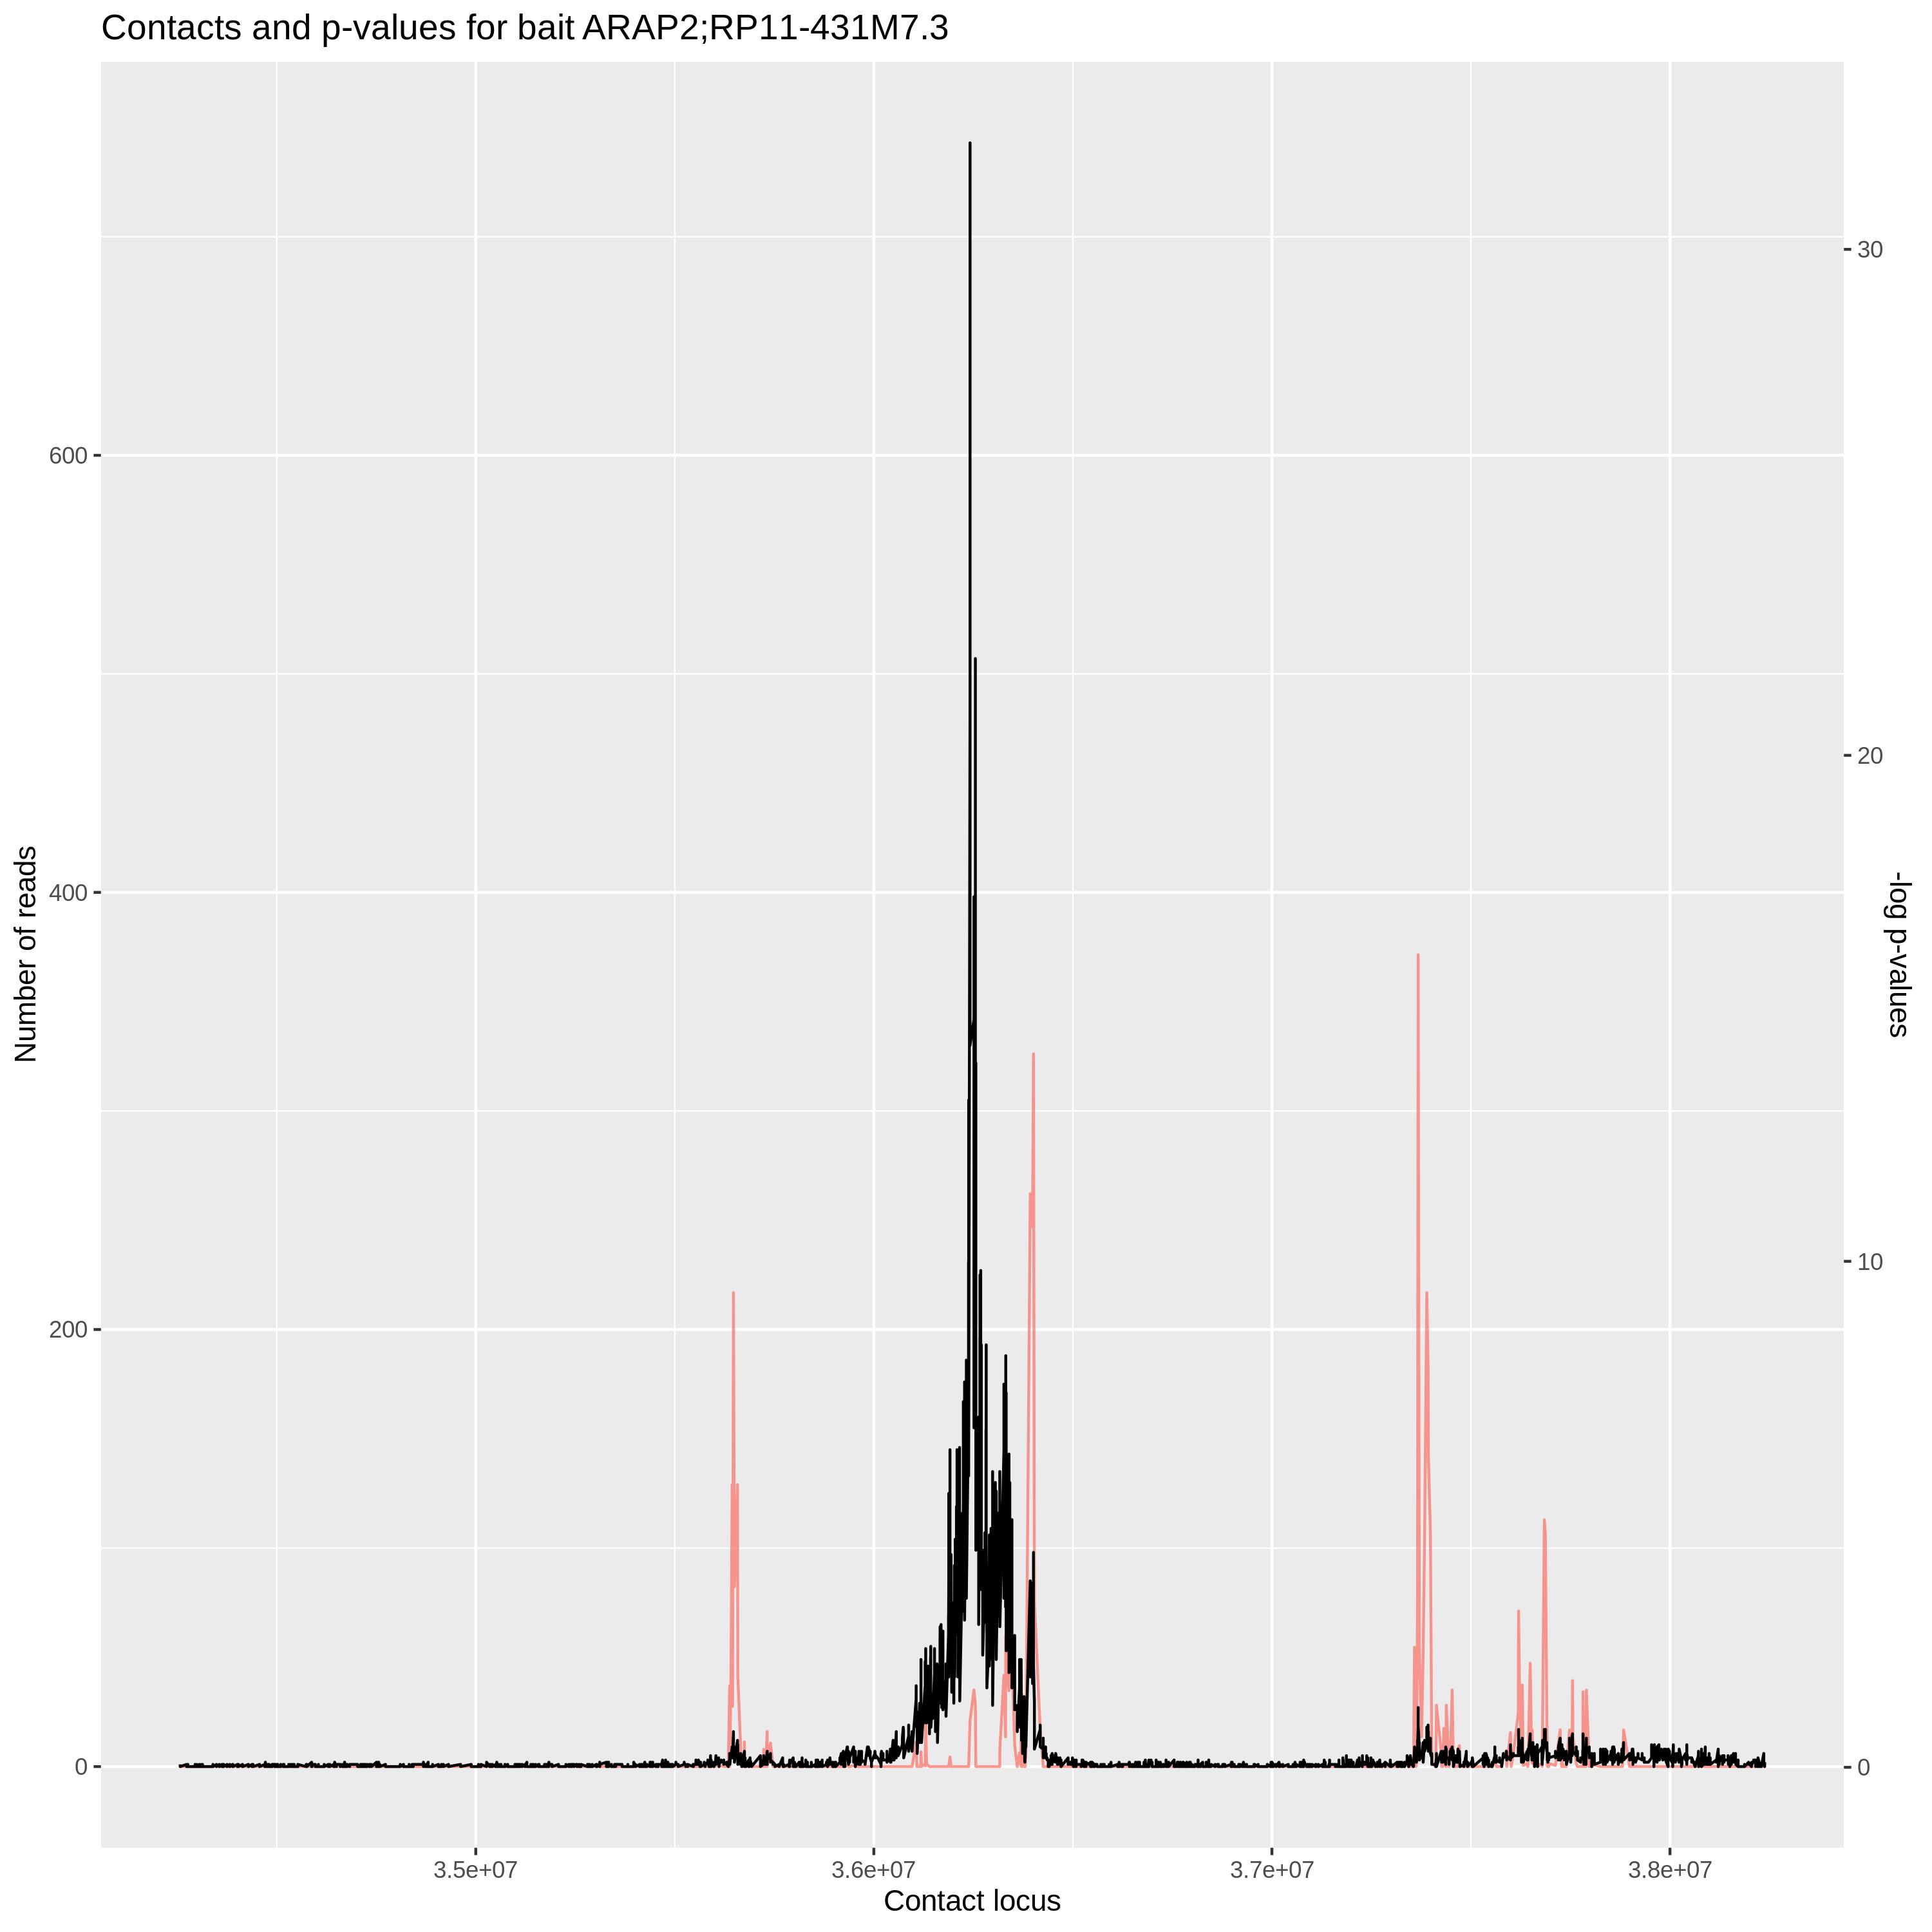 Contacts and p-values for bait ARAP2;RP11-431M7.3
Number of reads
600
400
200
0
30
20
10
0
-log p-values
3.5e+07 3.6e+07 3.7e+07 3.8e+07
Contact locus